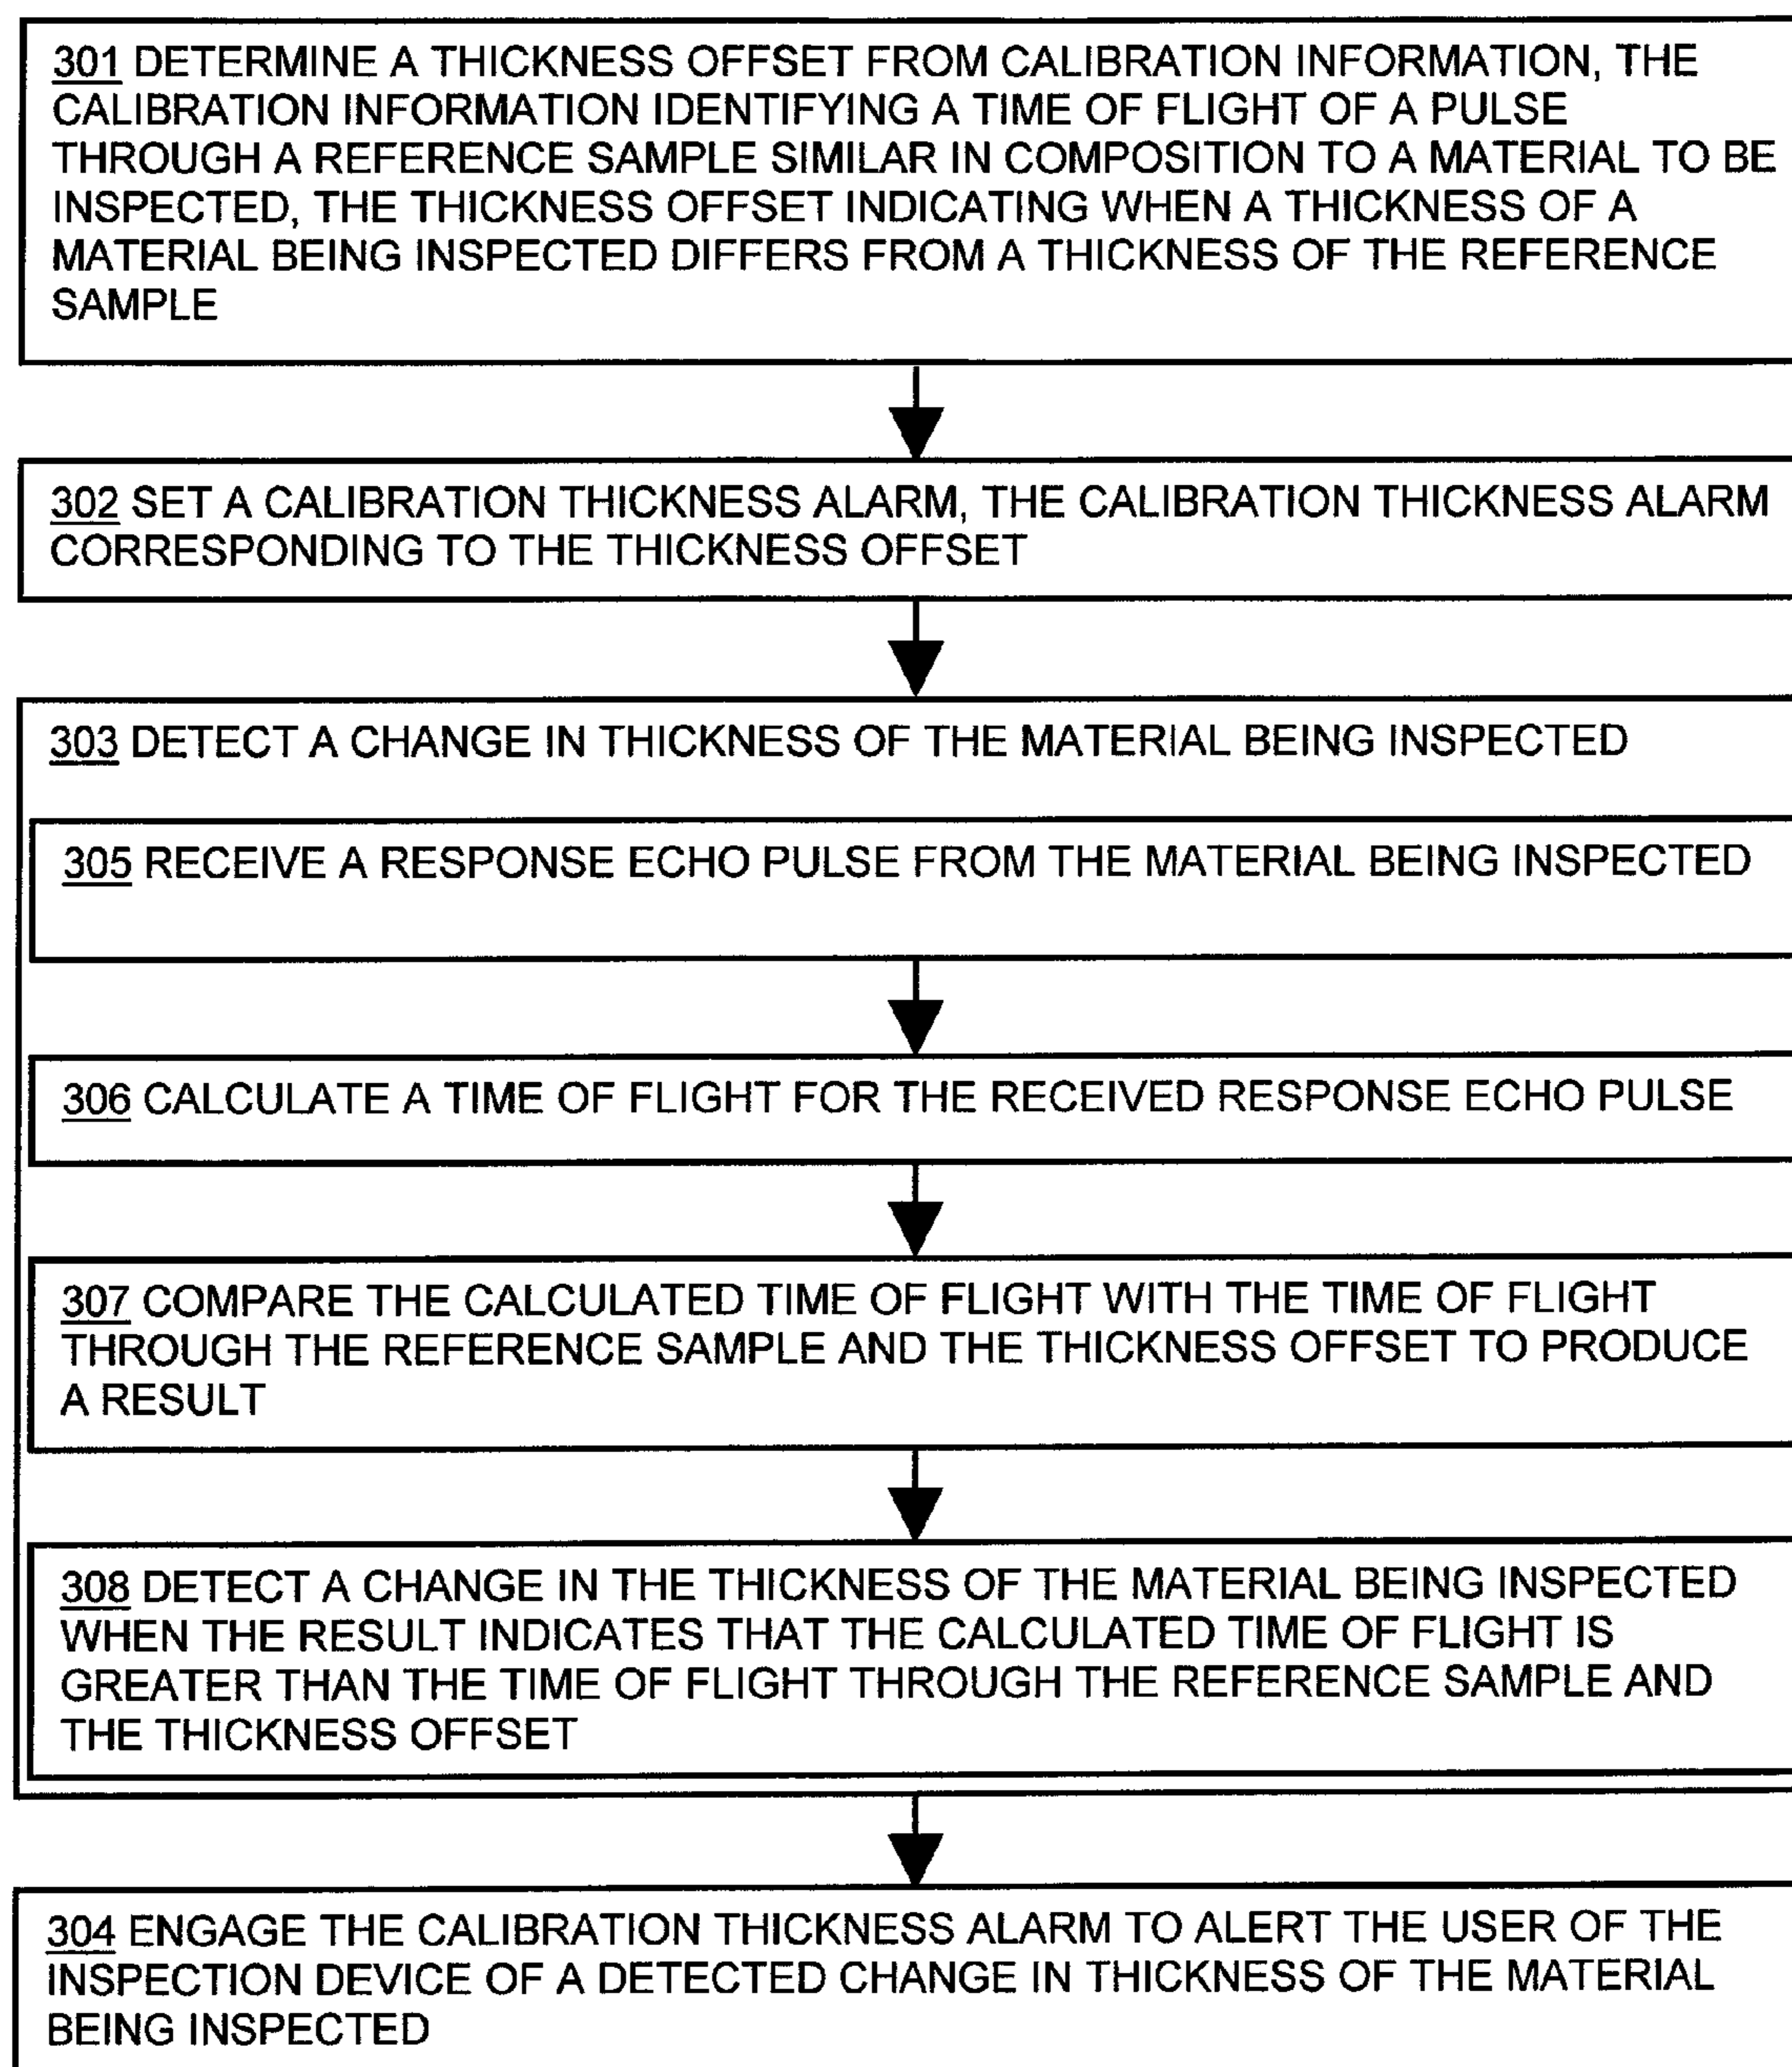 301 DETERMINE A THICKNESS OFFSET FROM CALIBRATION INFORMATION, THE
CALIBRATION INFORMATION IDENTIFYING A TIME OF FLIGHT OF A PULSE
THROUGH A REFERENCE SAMPLE SIMILAR IN COMPOSITION TO A MATERIAL TO BE
INSPECTED, THE THICKNESS OFFSET INDICATING WHEN A THICKNESS OF A
MATERIAL BEING INSPECTED DIFFERS FROM A THICKNESS OF THE REFERENCE
SAMPLE
302 SET A CALIBRATION THICKNESS ALARM, THE CALIBRATION THICKNESS ALARM
CORRESPONDING TO THE THICKNESS OFFSET
303 DETECT A CHANGE IN THICKNESS OF THE MATERIAL BEING INSPECTED
305 RECEIVE A RESPONSE ECHO PULSE FROM THE MATERIAL BEING INSPECTED
306 CALCULATE A TIME OF FLIGHT FOR THE RECEIVED RESPONSE ECHO PULSE
307 COMPARE THE CALCULATED TIME OF FLIGHT WITH THE TIME OF FLIGHT
THROUGH THE REFERENCE SAMPLE AND THE THICKNESS OFFSET TO PRODUCE
A RESULT
308 DETECT A CHANGE IN THE THICKNESS OF THE MATERIAL BEING INSPECTED
WHEN THE RESULT INDICATES THAT THE CALCULATED TIME OF FLIGHT IS
GREATER THAN THE TIME OF FLIGHT THROUGH THE REFERENCE SAMPLE AND
THE THICKNESS OFFSET
304 ENGAGE THE CALIBRATION THICKNESS ALARM TO ALERT THE USER OF THE
INSPECTION DEVICE OF A DETECTED CHANGE IN THICKNESS OF THE MATERIAL
BEING INSPECTED